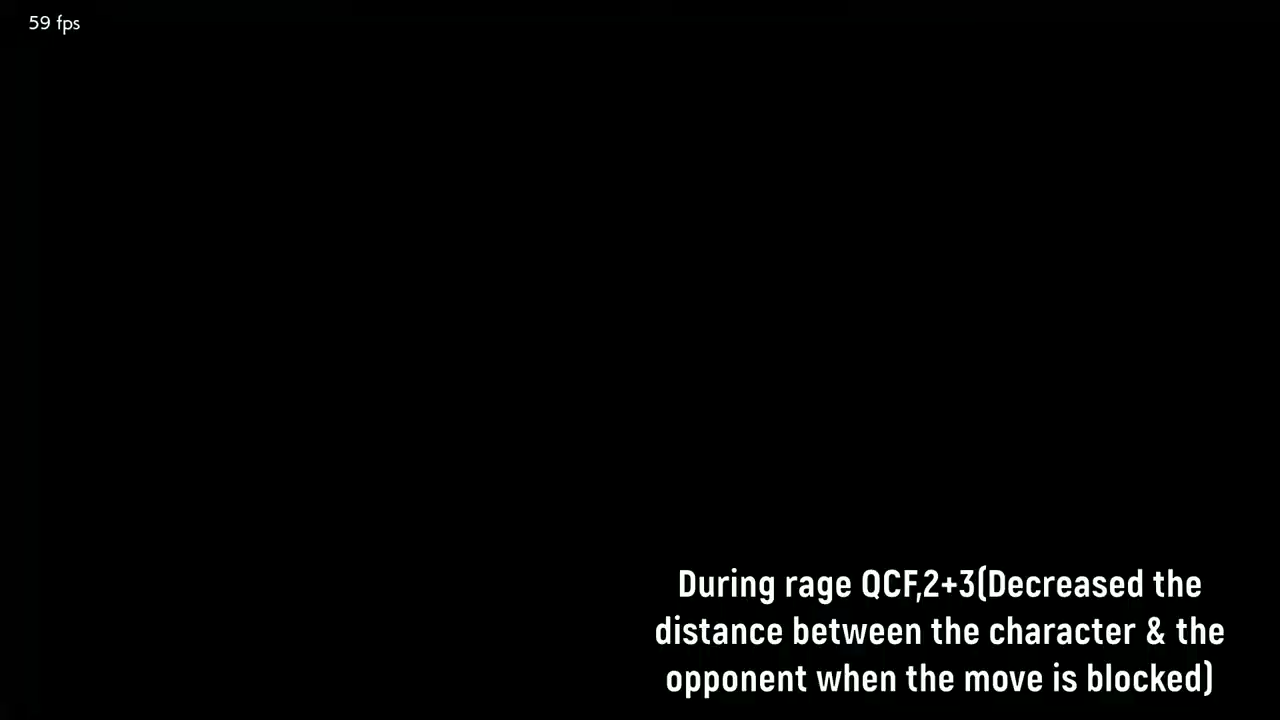 59 fps
During rage QCF,2+3(Decreased the
distance between the character & the
opponent when the move is blocked)